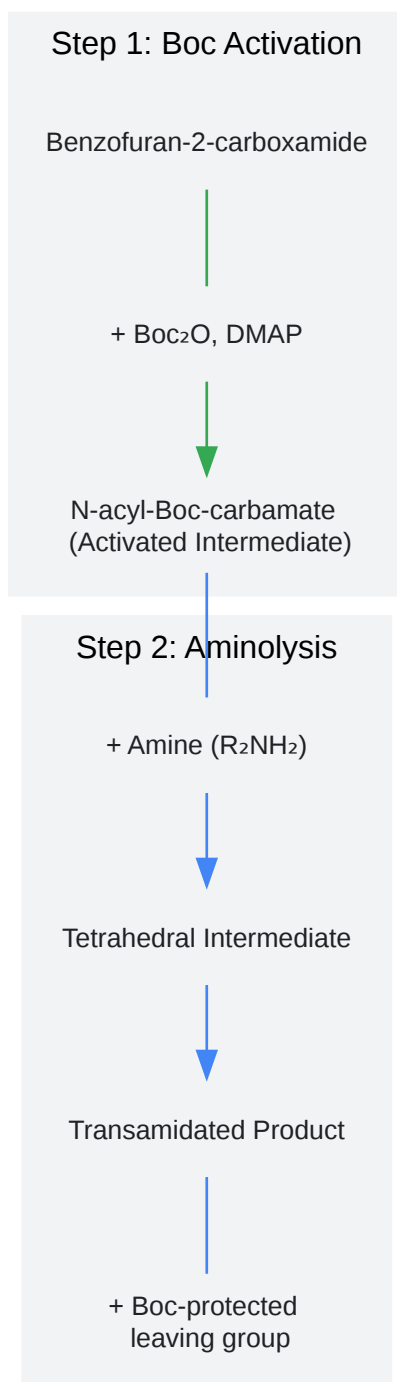 Step 1: Boc Activation
Benzofuran-2-carboxamide
+ Boc₂O, DMAP
N-acyl-Boc-carbamate
(Activated Intermediate)
Step 2: Aminolysis
+ Amine (R₂NH₂)
Tetrahedral Intermediate
Transamidated Product
+ Boc-protected
leaving group